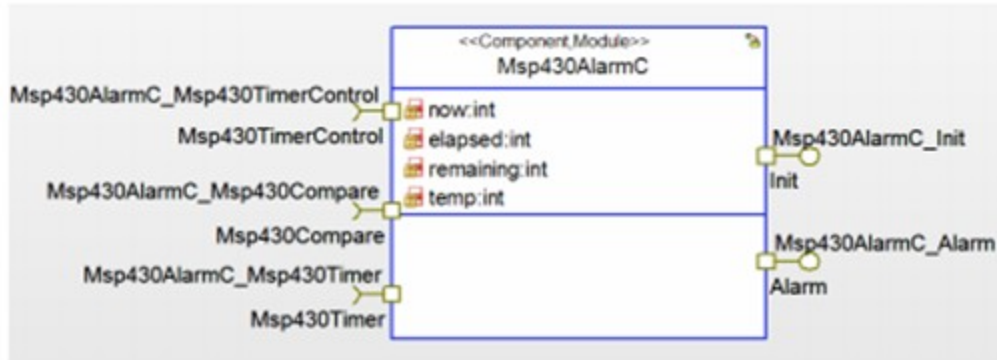 <<Component,Module>>
Msp430AlarmC
Msp430AlarmC_Msp430TimerControl
now:int
Msp430TimerControl
elapsed:int
Msp430AlarmC_Init
remaining:int
Init
Msp430AlarmC_Msp430Compare
temp:int
Msp430Compare
Msp430AlarmC_Alarm
Msp430AlarmC_Msp430Timer
Alarm
Msp430Timer